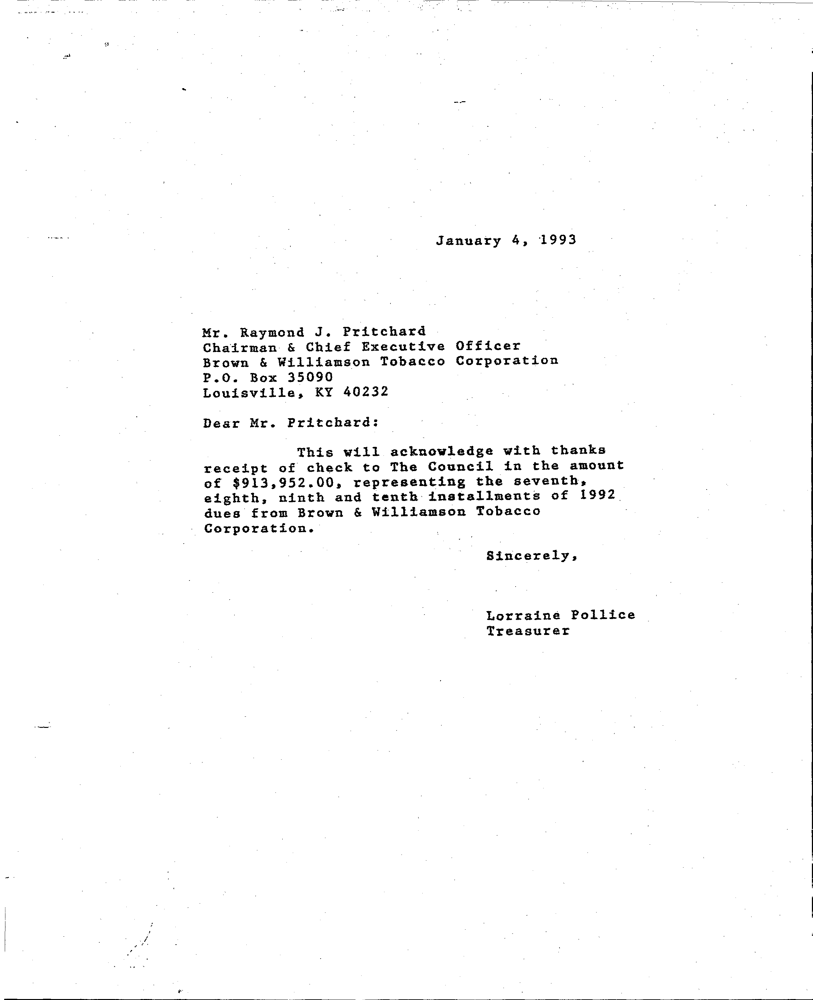 January 4, 1993
Mr. Raymond J. Pritchard
Chairman & Chief Executive Officer
Brown & Williamson Tobacco Corporation
P.O. Box 35090
Louisville, KY 40232
Dear Mr. Pritchard:
This will acknowledge with thanks
receipt of check to The Council in the amount
of $913,952.00, representing the seventh,
eighth, ninth and tenth installments of 1992
dues from Brown & Williamson Tobacco
Corporation.
Sincerely,
Lorraine Pollice
Treasurer